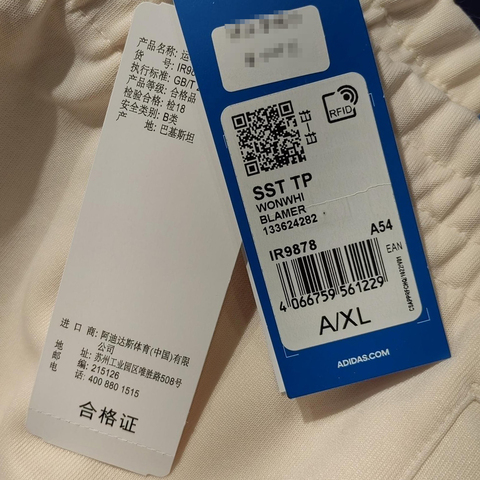 产品名称: 运
货 号: IR98
执行标准: GB/T
产品等级: 合格品
检验合格: 检18
安全类别: B类
产 地: 巴基斯坦
进 口 商: 阿迪达斯体育(中国)有限
公司
地 址: 苏州工业园区唯胜路508号
邮 编: 215126
电 话: 400 880 1515
合格证
扫一扫
RFID
SST TP
WONWHI
BLAMER
133624282
IR9878
A54
EAN
4 066759 561229
A/XL
ADIDAS.COM